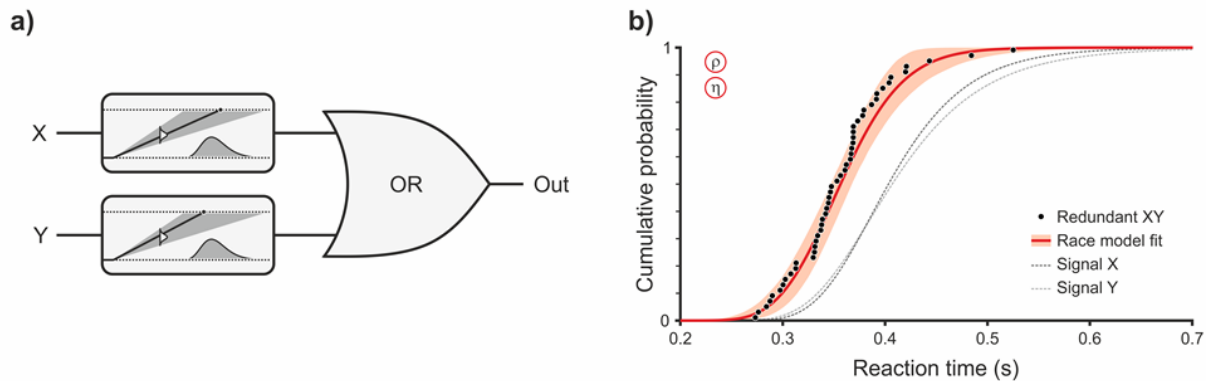 a)
X
Y
OR
Out
b)
Cumulative probability
1
0
ρ
η
Redundant XY
Race model fit
Signal X
Signal Y
0.2 0.3 0.4 0.5 0.6 0.7
Reaction time (s)